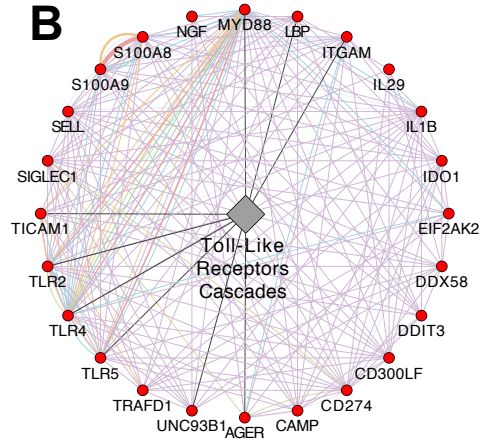 B
NGF
MYD88
LBP
S100A8
ITGAM
S100A9
IL29
SELL
IL1B
SIGLEC1
IDO1
TICAM1
EIF2AK2
Toll-Like
Receptors
Cascades
TLR2
DDX58
TLR4
DDIT3
TLR5
CD300LF
TRAFD1
CD274
UNC93B1
AGER
CAMP